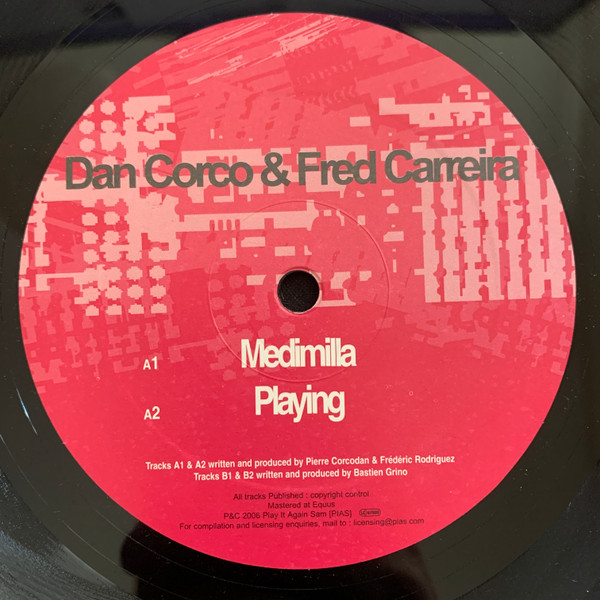 Dan Corco & Fred Carreira
A1 Medimilla
A2 Playing
Tracks A1 & A2 written and produced by Pierre Corcodan & Frédéric Rodriguez
Tracks B1 & B2 written and produced by Bastien Grino
All tracks Published : copyright control
Mastered at Equus
P&C 2006 Play It Again Sam [PIAS]
For compilation and licensing enquiries, mail to : licensing@pias.com